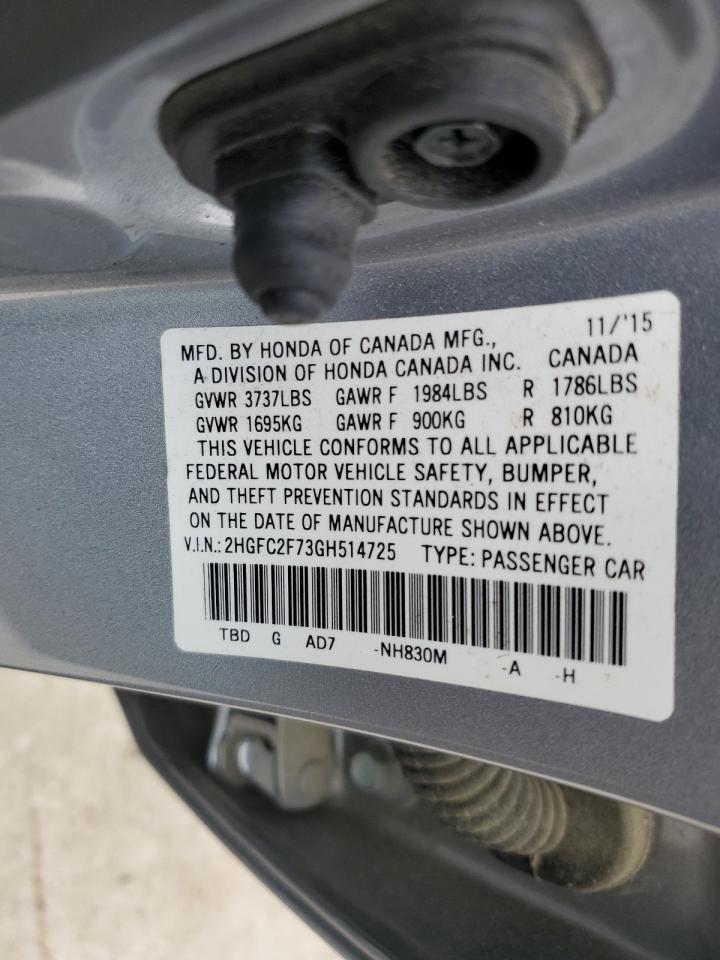 11/'15
MFD. BY HONDA OF CANADA MFG.,
A DIVISION OF HONDA CANADA INC. CANADA
GVWR 3737LBS GAWR F 1984LBS R 1786LBS
GVWR 1695KG GAWR F 900KG R 810KG
THIS VEHICLE CONFORMS TO ALL APPLICABLE
FEDERAL MOTOR VEHICLE SAFETY, BUMPER,
AND THEFT PREVENTION STANDARDS IN EFFECT
ON THE DATE OF MANUFACTURE SHOWN ABOVE.
V.I.N.: 2HGFC2F73GH514725 TYPE: PASSENGER CAR
TBD G AD7 -NH830M -A -H